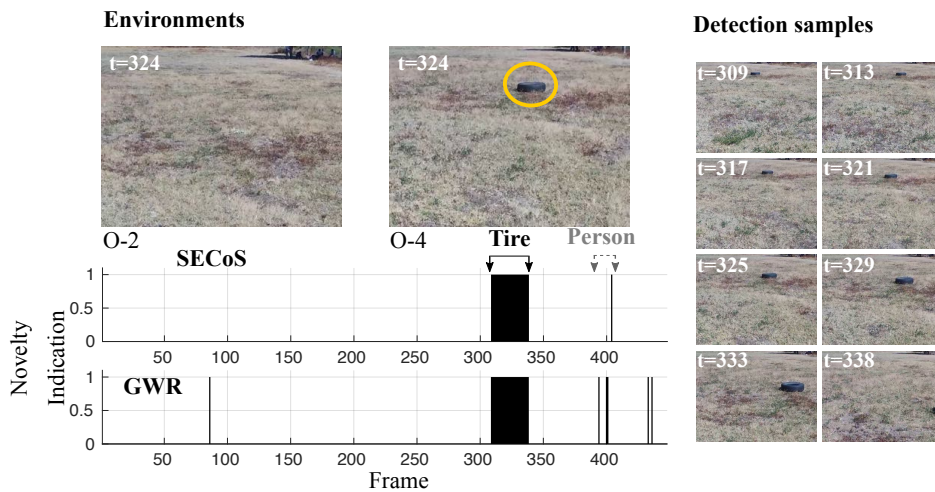 Environments
Detection samples
t=324
t=324
t=309
t=313
t=317
t=321
t=325
t=329
t=333
t=338
O-2
O-4
Tire
Person
SECoS
1
0.5
0
50
100
150
200
250
300
350
400
Novelty
Indication
GWR
1
0.5
0
50
100
150
200
250
300
350
400
Frame